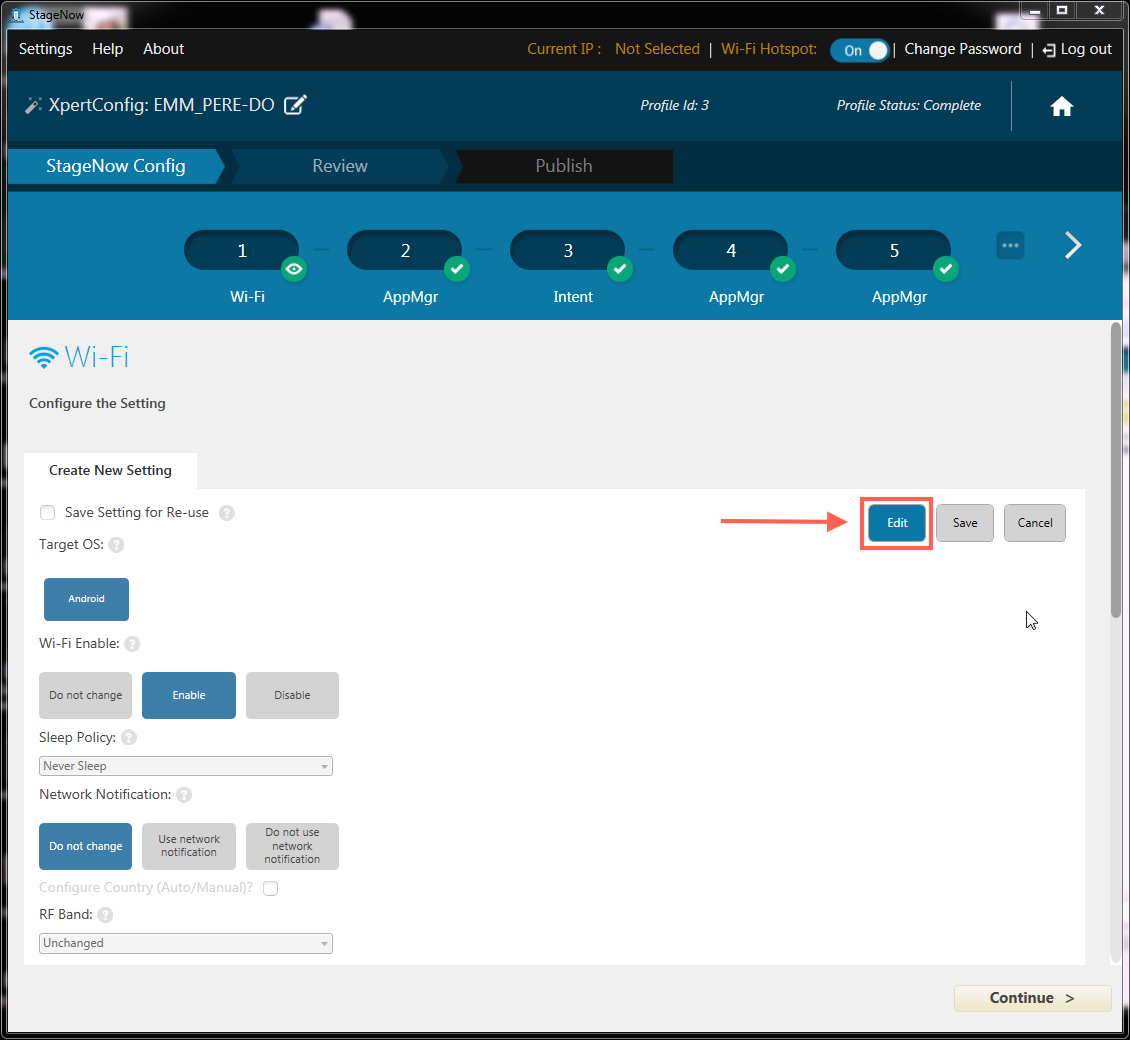 StageNow
Settings Help About Current IP : Not Selected | Wi-Fi Hotspot: On | Change Password | Log out
XpertConfig: EMM_PERE-DO Profile Id: 3 Profile Status: Complete
StageNow Config Review Publish
1 2 3 4 5
Wi-Fi AppMgr Intent AppMgr AppMgr
Wi-Fi
Configure the Setting
Create New Setting
Save Setting for Re-use ? Edit Save Cancel
Target OS: ?
Android
Wi-Fi Enable: ?
Do not change Enable Disable
Sleep Policy: ?
Never Sleep
Network Notification: ?
Do not change Use network notification Do not use network notification
Configure Country (Auto/Manual)?
RF Band: ?
Unchanged
Continue >